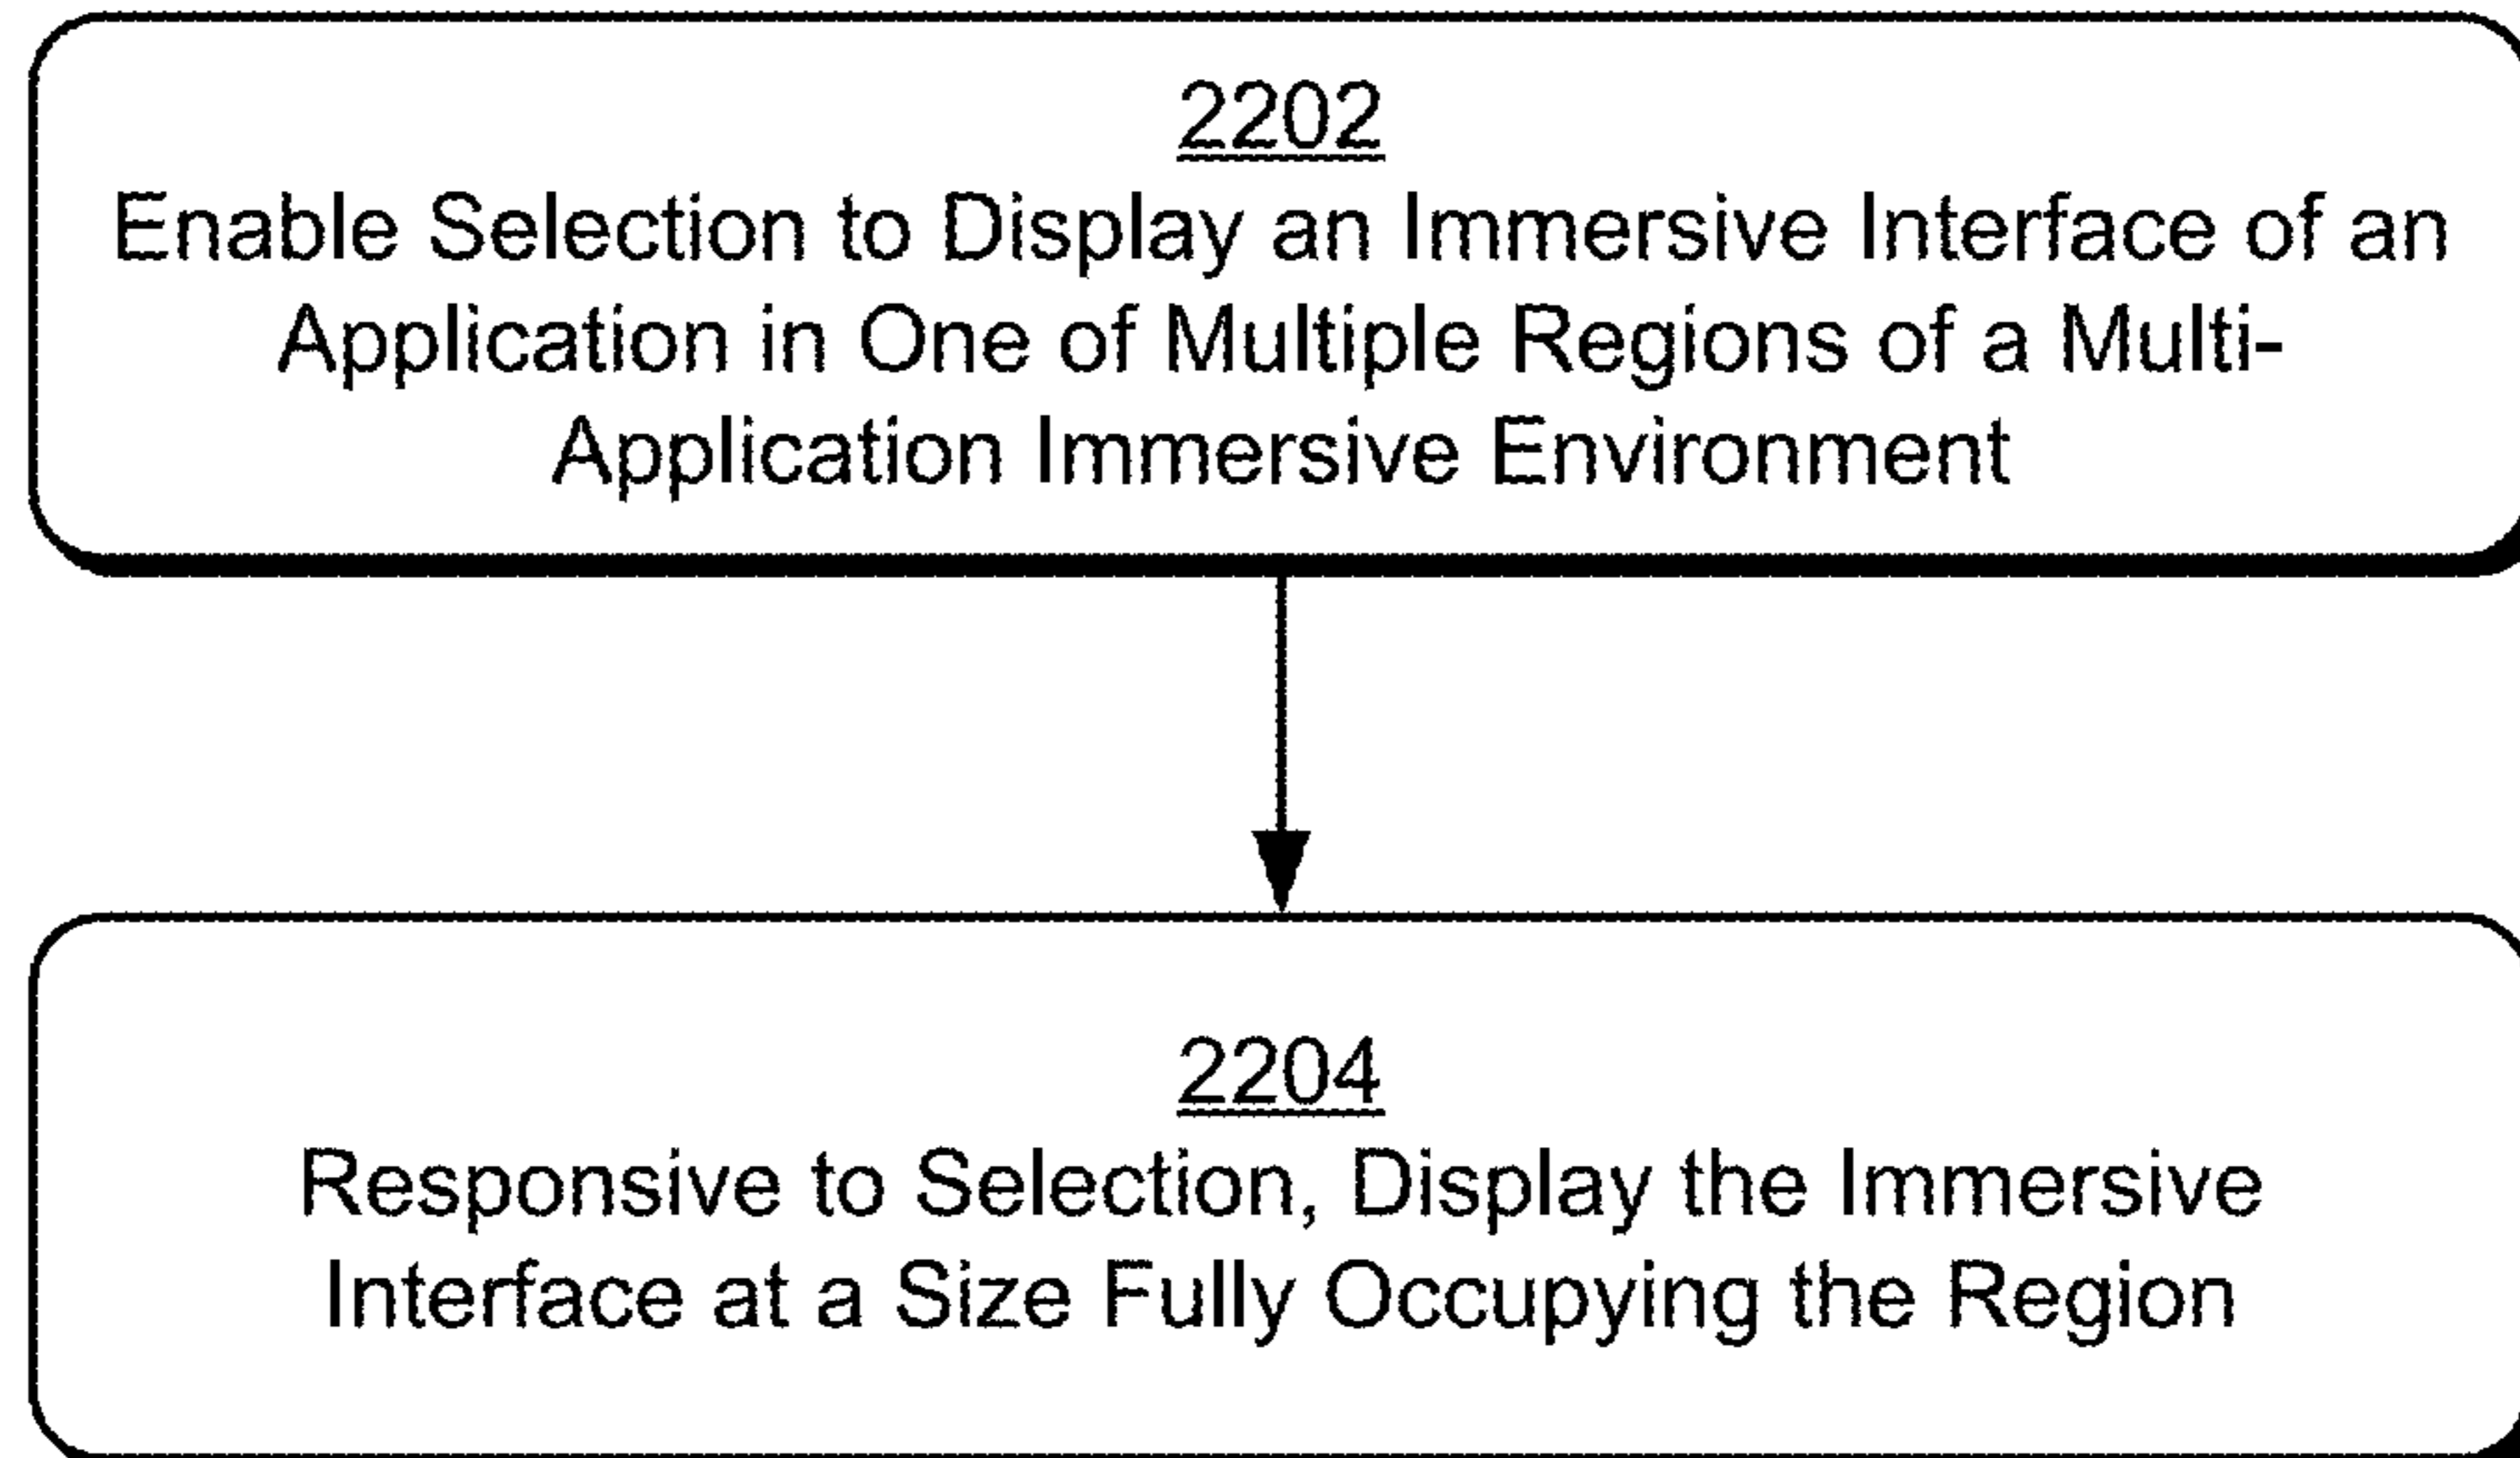 2202
Enable Selection to Display an Immersive Interface of an
Application in One of Multiple Regions of a Multi-
Application Immersive Environment
2204
Responsive to Selection, Display the Immersive
Interface at a Size Fully Occupying the Region